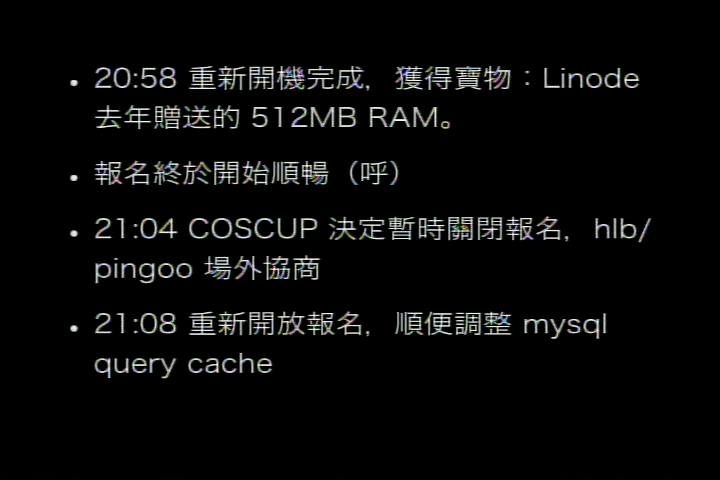 • 20:58 重新開機完成，獲得寶物：Linode
去年贈送的 512MB RAM。
• 報名終於開始順暢（呼）
• 21:04 COSCUP 決定暫時關閉報名，hlb/
pingoo 場外協商
• 21:08 重新開放報名，順便調整 mysql
query cache